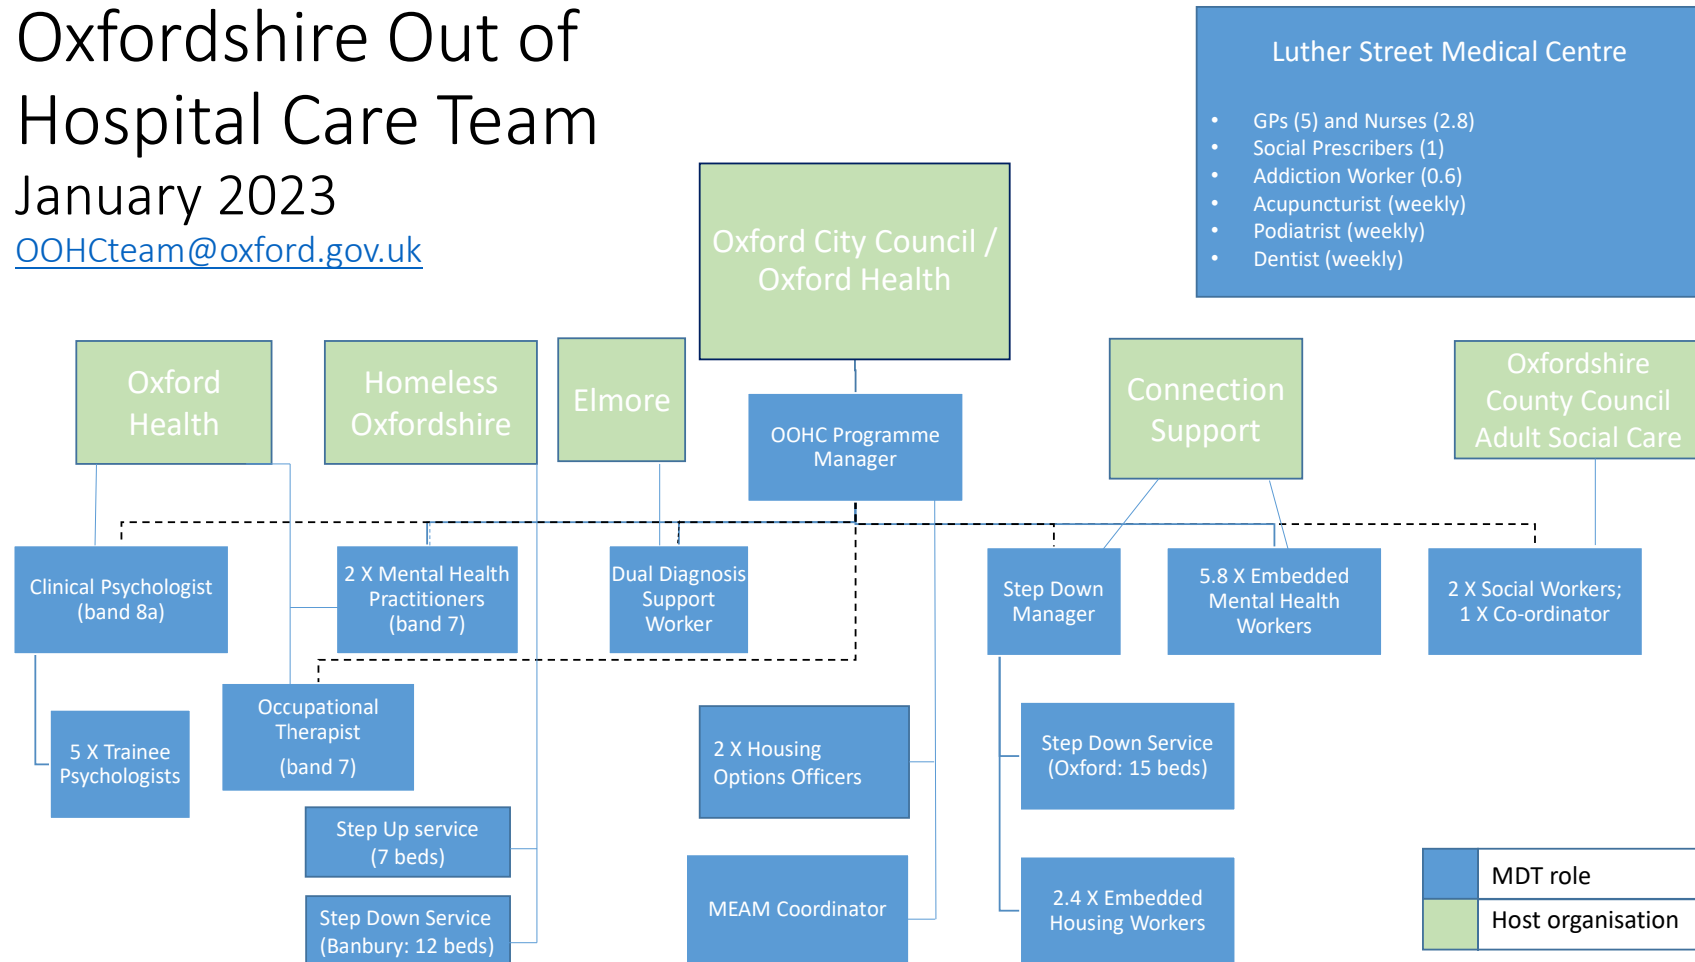 Oxfordshire Out of
Hospital Care Team
January 2023
OOHCteam@oxford.gov.uk
Luther Street Medical Centre
• GPs (5) and Nurses (2.8)
• Social Prescribers (1)
• Addiction Worker (0.6)
• Acupuncturist (weekly)
• Podiatrist (weekly)
• Dentist (weekly)
Oxford City Council /
Oxford Health
Oxford
Health
Homeless
Oxfordshire
Elmore
OOHC Programme
Manager
Connection
Support
Oxfordshire
County Council
Adult Social Care
Clinical Psychologist
(band 8a)
2 X Mental Health
Practitioners
(band 7)
Dual Diagnosis
Support
Worker
Step Down
Manager
5.8 X Embedded
Mental Health
Workers
2 X Social Workers;
1 X Co-ordinator
5 X Trainee
Psychologists
Occupational
Therapist
(band 7)
2 X Housing
Options Officers
Step Down Service
(Oxford: 15 beds)
Step Up service
(7 beds)
Step Down Service
(Banbury: 12 beds)
MEAM Coordinator
2.4 X Embedded
Housing Workers
MDT role
Host organisation